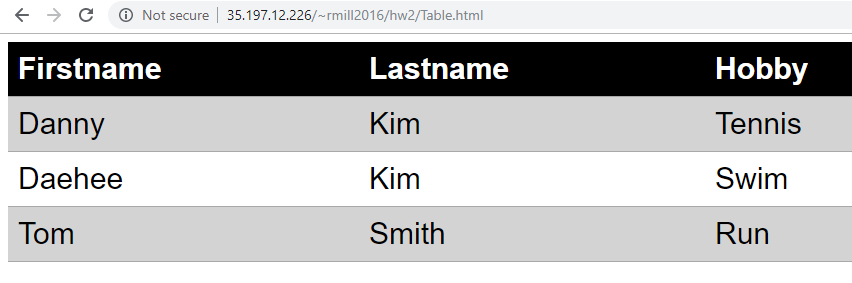 Not secure 35.197.12.226/~rmill2016/hw2/Table.html
Firstname Lastname Hobby
Danny Kim Tennis
Daehee Kim Swim
Tom Smith Run